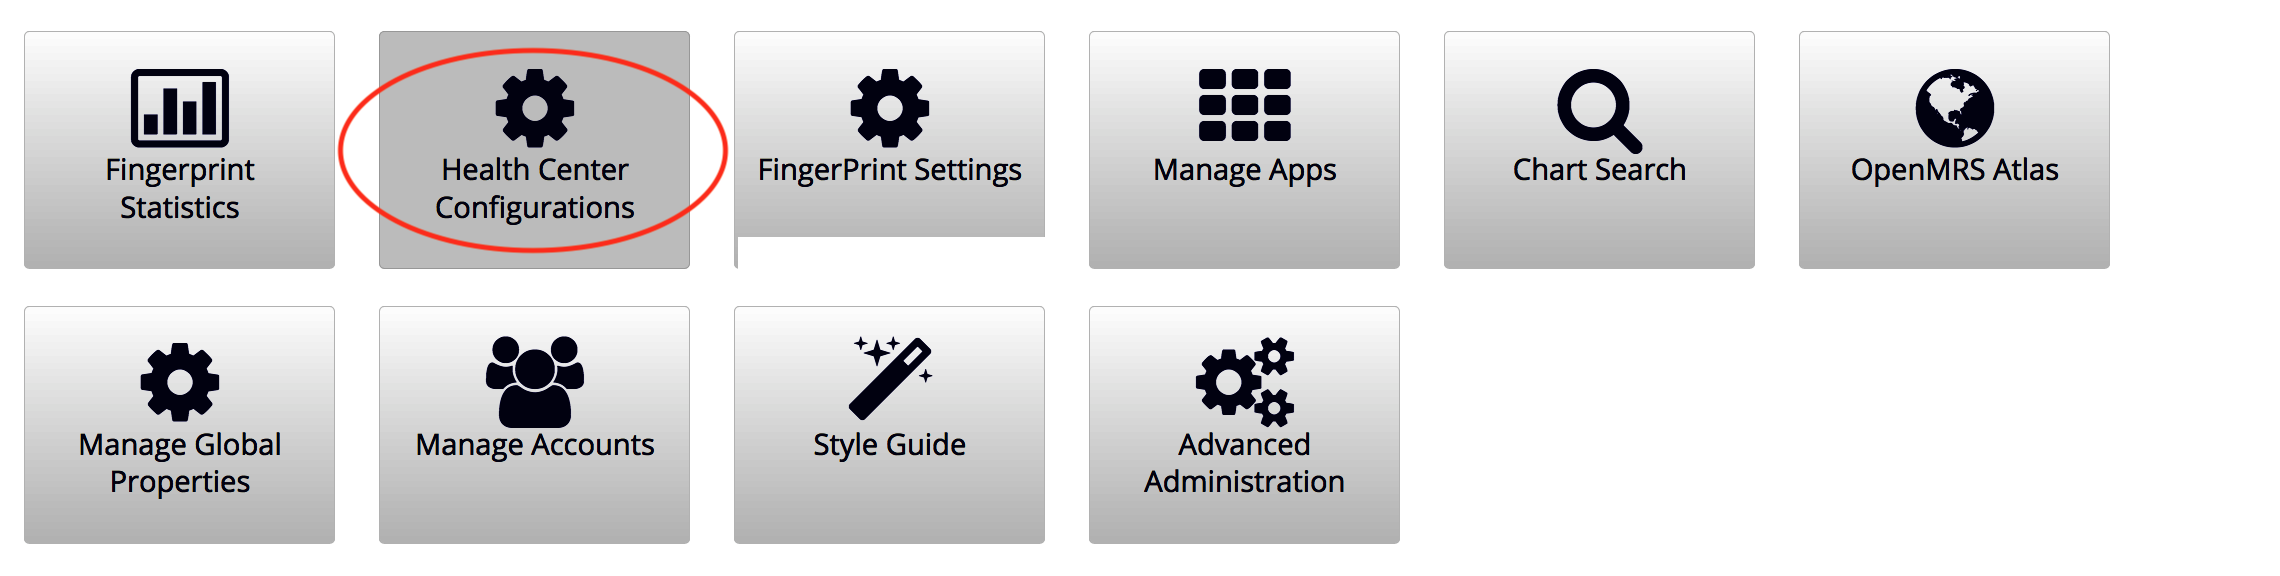 Fingerprint
Statistics
Health Center
Configurations
FingerPrint Settings
Manage Apps
Chart Search
OpenMRS Atlas
Manage Global
Properties
Manage Accounts
Style Guide
Advanced
Administration